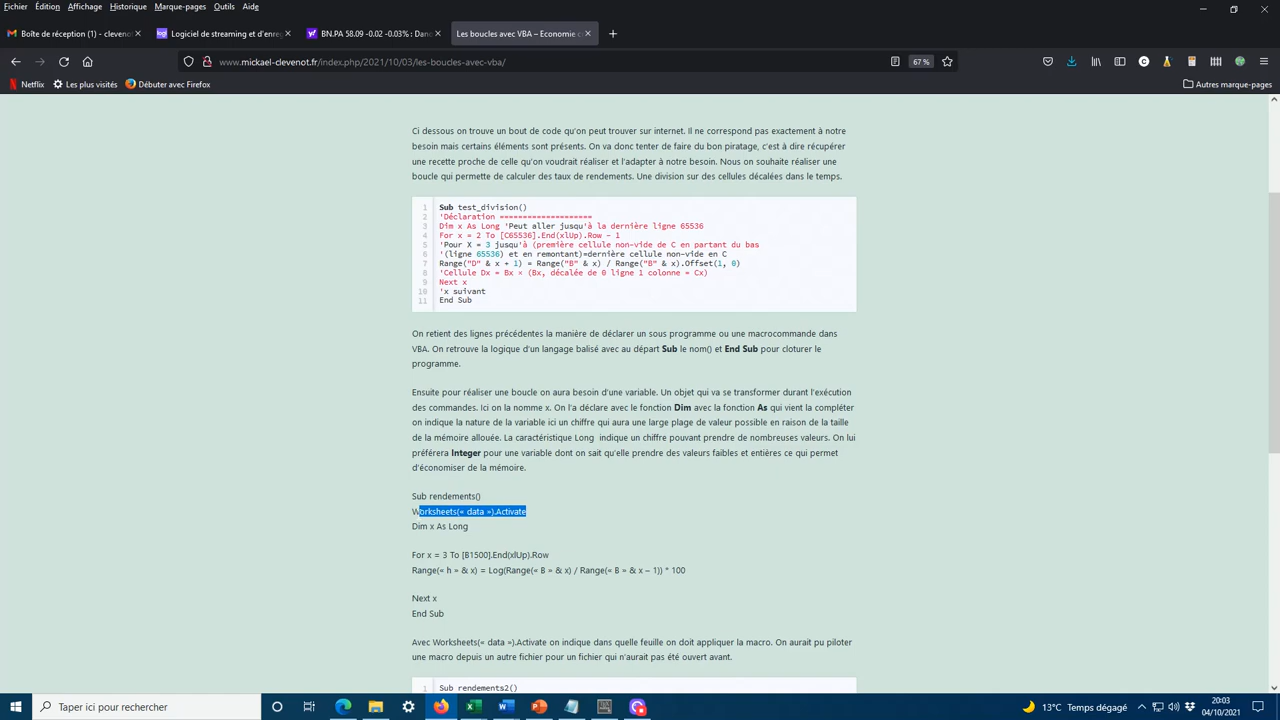 Fichier Édition Affichage Historique Marque-pages Outils Aide
Boîte de réception (1) - clevenot
Logiciel de streaming et d'enreg
BN.PA 58.09 -0.02 -0.03% : Dano
Les boucles avec VBA – Economie c
www.mickael-clevenot.fr/index.php/2021/10/03/les-boucles-avec-vba/
67 %
Netflix Les plus visités Débuter avec Firefox
Autres marque-pages
Ci dessous on trouve un bout de code qu'on peut trouver sur internet. Il ne correspond pas exactement à notre
besoin mais certains éléments sont présents. On va donc tenter de faire du bon piratage, c'est à dire récupérer
une recette proche de celle qu'on voudrait réaliser et l'adapter à notre besoin. Nous on souhaite réaliser une
boucle qui permette de calculer des taux de rendements. Une division sur des cellules décalées dans le temps.
1 Sub test_division()
2 'Déclaration ====================
3 Dim x As Long 'Peut aller jusqu'à la dernière ligne 65536
4 For x = 2 To [C65536].End(xlUp).Row - 1
5 'Pour X = 3 jusqu'à (première cellule non-vide de C en partant du bas
6 '(ligne 65536) et en remontant)=dernière cellule non-vide en C
7 Range("D" & x + 1) = Range("B" & x) / Range("B" & x).Offset(1, 0)
8 'Cellule Dx = Bx × (Bx, décalée de 0 ligne 1 colonne = Cx)
9 Next x
10 'x suivant
11 End Sub
On retient des lignes précédentes la manière de déclarer un sous programme ou une macrocommande dans
VBA. On retrouve la logique d'un langage balisé avec au départ Sub le nom() et End Sub pour cloturer le
programme.
Ensuite pour réaliser une boucle on aura besoin d'une variable. Un objet qui va se transformer durant l'exécution
des commandes. Ici on la nomme x. On l'a déclare avec le fonction Dim avec la fonction As qui vient la compléter
on indique la nature de la variable ici un chiffre qui aura une large plage de valeur possible en raison de la taille
de la mémoire allouée. La caractéristique Long indique un chiffre pouvant prendre de nombreuses valeurs. On lui
préférera Integer pour une variable dont on sait qu'elle prendre des valeurs faibles et entières ce qui permet
d'économiser de la mémoire.
Sub rendements()
Worksheets(« data »).Activate
Dim x As Long
For x = 3 To [B1500].End(xlUp).Row
Range(« h » & x) = Log(Range(« B » & x) / Range(« B » & x – 1)) * 100
Next x
End Sub
Avec Worksheets(« data »).Activate on indique dans quelle feuille on doit appliquer la macro. On aurait pu piloter
une macro depuis un autre fichier pour un fichier qui n'aurait pas été ouvert avant.
1 Sub rendements2()
Taper ici pour rechercher
13°C Temps dégagé
20:03
04/10/2021